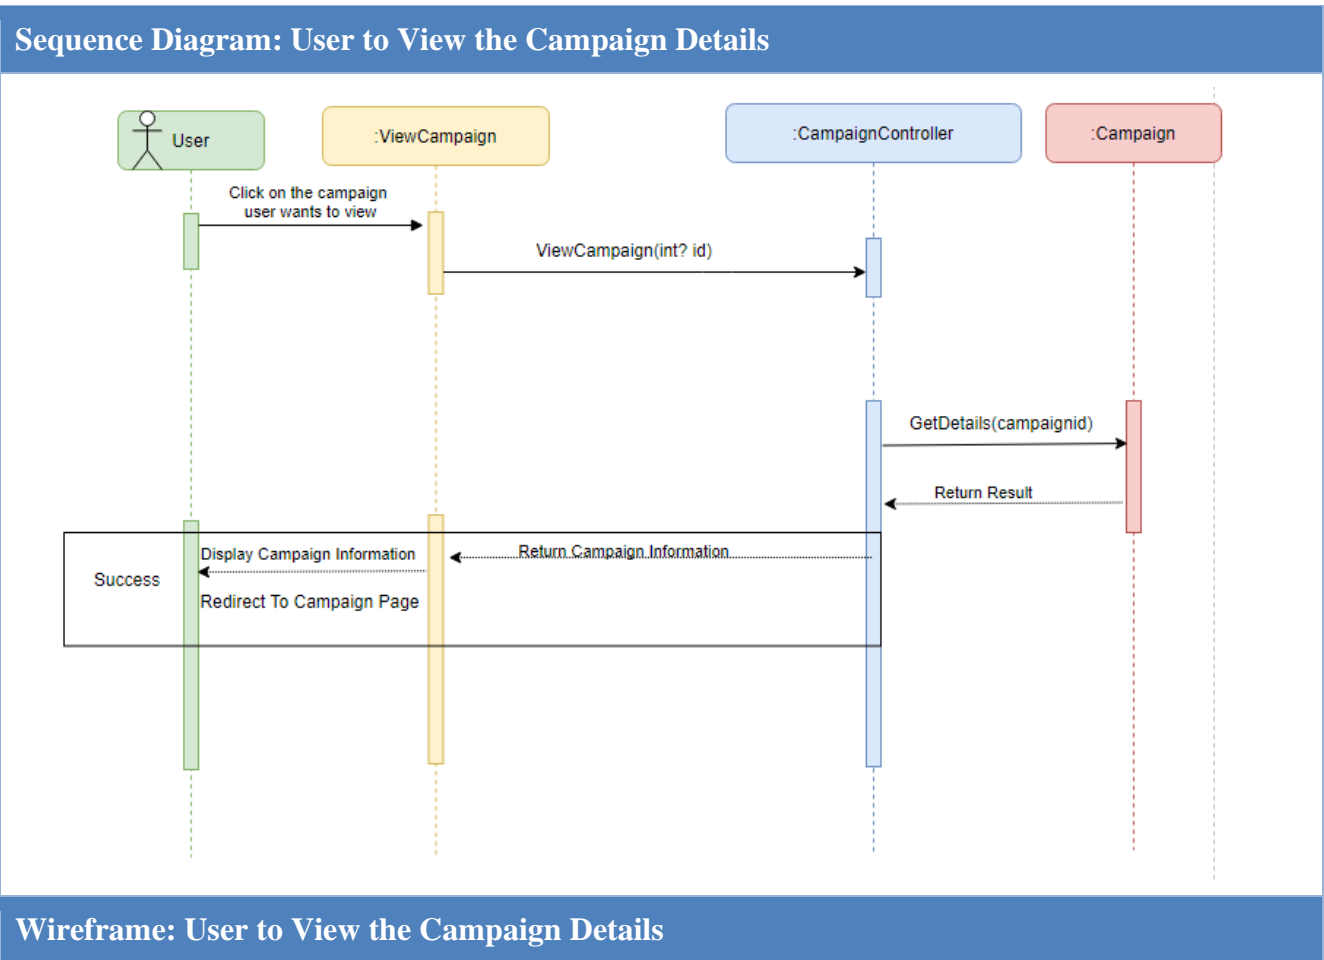 Sequence Diagram: User to View the Campaign Details
User
:ViewCampaign
:CampaignController
:Campaign
Click on the campaign
user wants to view
ViewCampaign(int? id)
GetDetails(campaignid)
Return Result
Return Campaign Information
Display Campaign Information
Success
Redirect To Campaign Page
Wireframe: User to View the Campaign Details